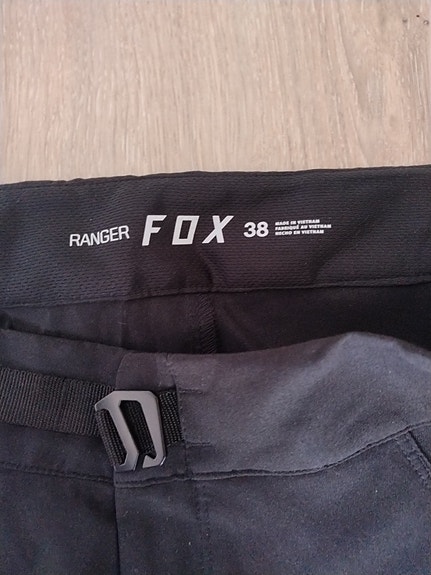 RANGER FOX 38
MADE IN VIETNAM
FABRIQUÉ AU VIETNAM
HECHO EN VIETNAM